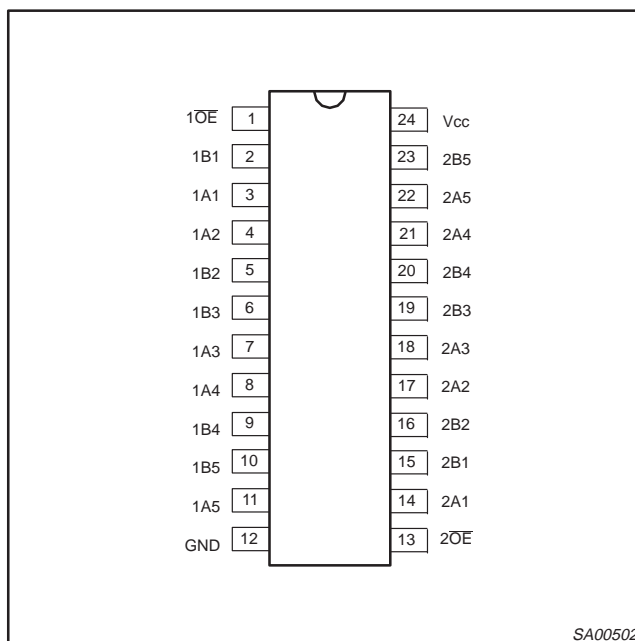 1O̅E̅ 1 24 Vcc
1B1 2 23 2B5
1A1 3 22 2A5
1A2 4 21 2A4
1B2 5 20 2B4
1B3 6 19 2B3
1A3 7 18 2A3
1A4 8 17 2A2
1B4 9 16 2B2
1B5 10 15 2B1
1A5 11 14 2A1
GND 12 13 2O̅E̅
SA00502